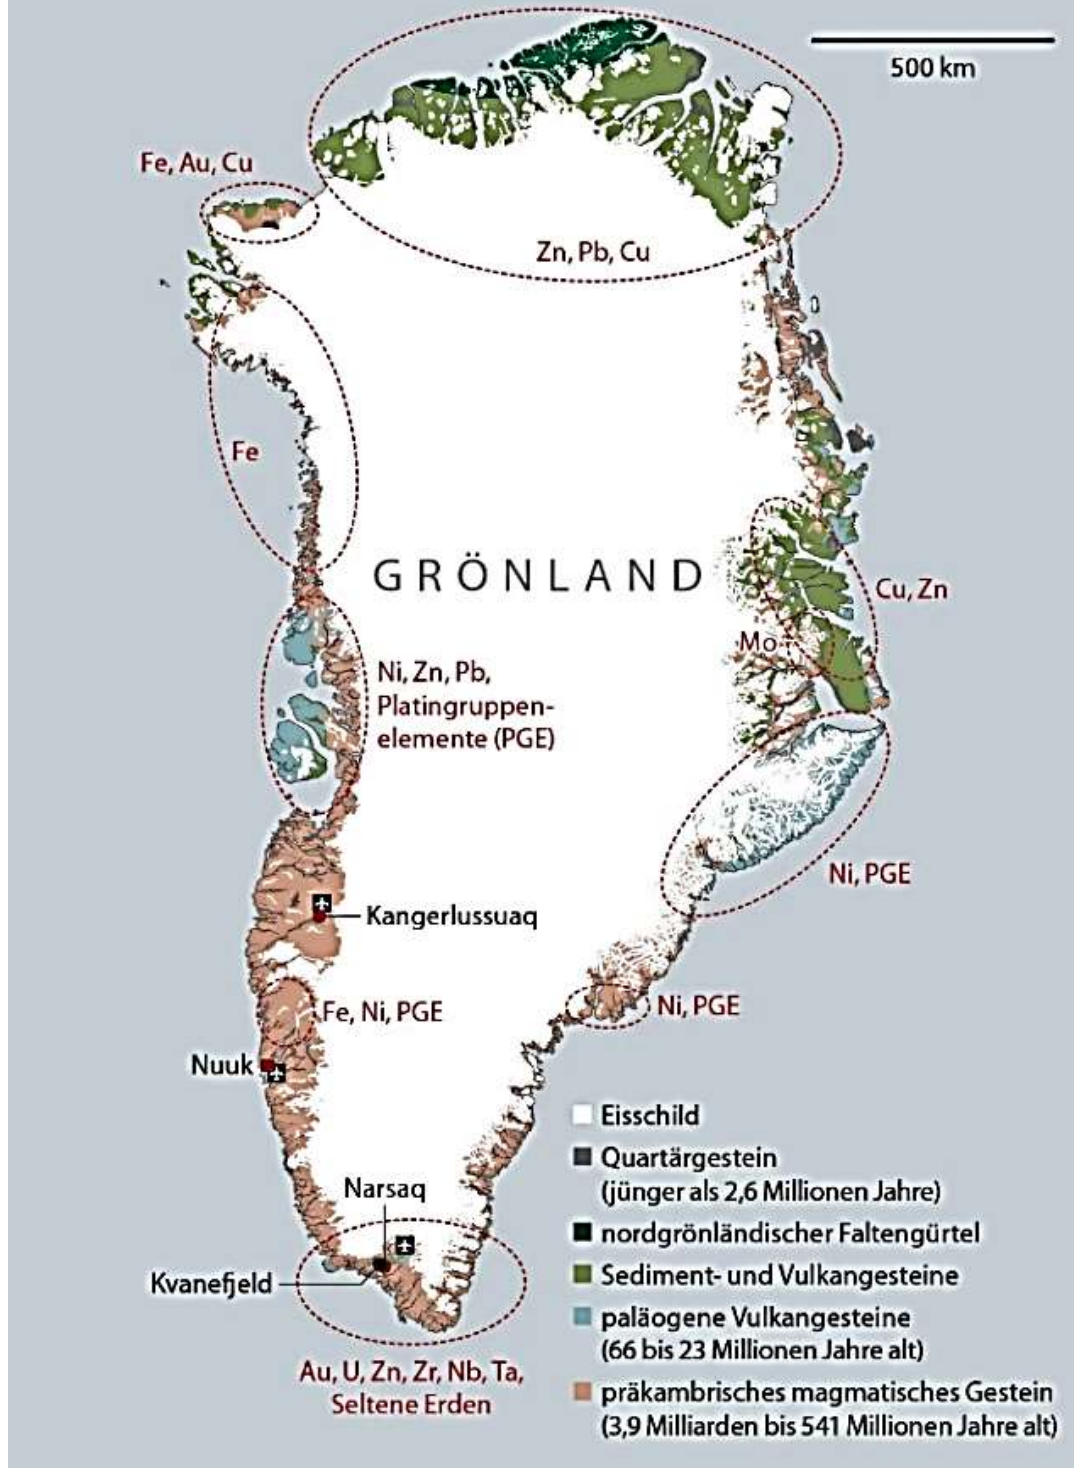 500 km
Fe, Au, Cu
Zn, Pb, Cu
Fe
GRÖNLAND
Cu, Zn
Mo
Ni, Zn, Pb,
Platingruppen-
elemente (PGE)
Ni, PGE
Kangerlussuaq
Fe, Ni, PGE
Ni, PGE
Nuuk
Narsaq
Kvanefjeld
Au, U, Zn, Zr, Nb, Ta,
Seltene Erden
Eisschild
Quartärgestein
(jünger als 2,6 Millionen Jahre)
nordgrönländischer Faltengürtel
Sediment- und Vulkangesteine
paläogene Vulkangesteine
(66 bis 23 Millionen Jahre alt)
präkambrisches magmatisches Gestein
(3,9 Milliarden bis 541 Millionen Jahre alt)